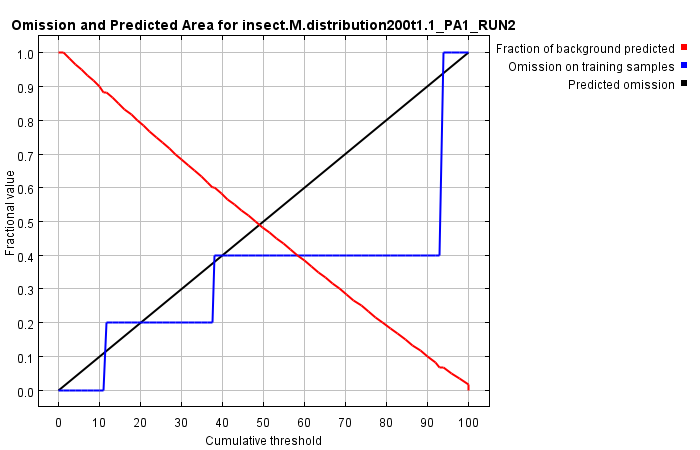 Omission and Predicted Area for insect.M.distribution200t1.1_PA1_RUN2
Fraction of background predicted
Omission on training samples
Predicted omission
1.0
0.9
0.8
0.7
0.6
0.5
0.4
0.3
0.2
0.1
0.0
Fractional value
0 10 20 30 40 50 60 70 80 90 100
Cumulative threshold